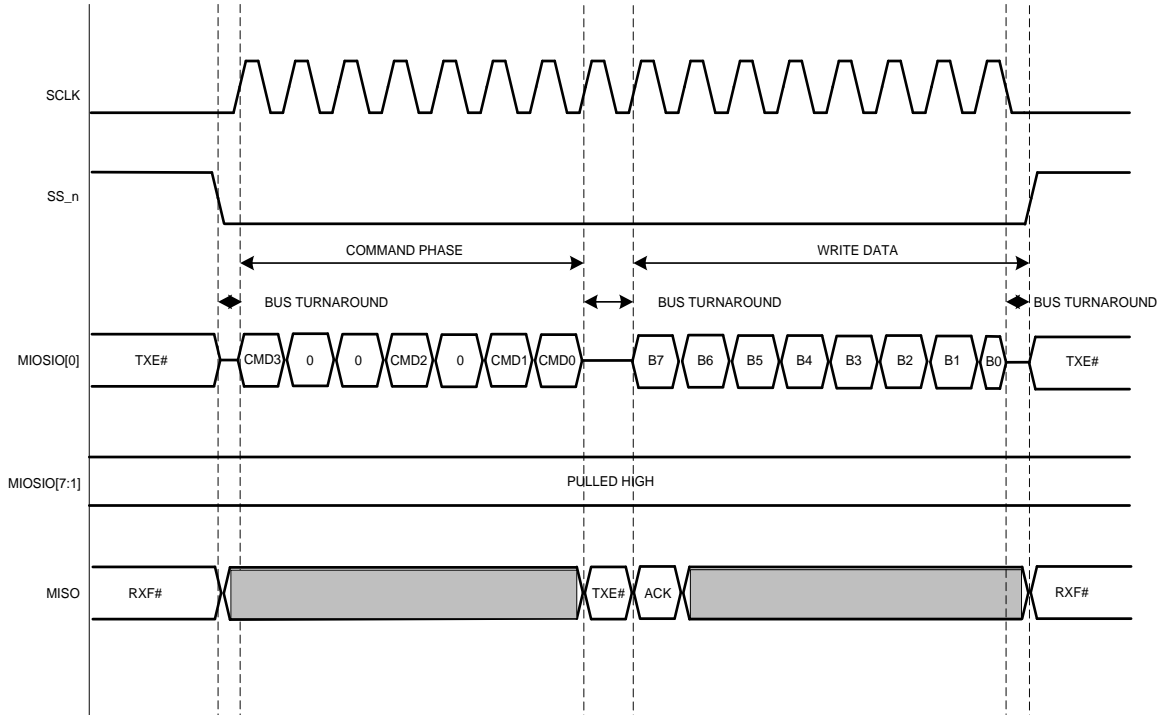 SCLK
SS_n
COMMAND PHASE WRITE DATA
BUS TURNAROUND BUS TURNAROUND BUS TURNAROUND
MIOSIO[0] TXE# CMD3 0 0 CMD2 0 CMD1 CMD0 B7 B6 B5 B4 B3 B2 B1 B0 TXE#
MIOSIO[7:1] PULLED HIGH
MISO RXF# TXE# ACK RXF#